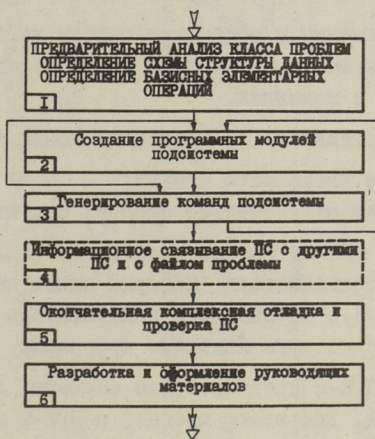 ПРЕДВАРИТЕЛЬНЫЙ АНАЛИЗ КЛАССА ПРОБЛЕМ
ОПРЕДЕЛЕНИЕ СХЕМЫ СТРУКТУРЫ ДАННЫХ
ОПРЕДЕЛЕНИЕ БАЗИСНЫХ ЭЛЕМЕНТАРНЫХ
ОПЕРАЦИЙ
I
Создание программных модулей
подсистемы
2
Генерирование команд подсистемы
3
Информационное связывание ПС с другими
ПС и с файлом проблемы
4
Окончательная комплексная отладка и
проверка ПС
5
Разработка и оформление руководящих
материалов
6